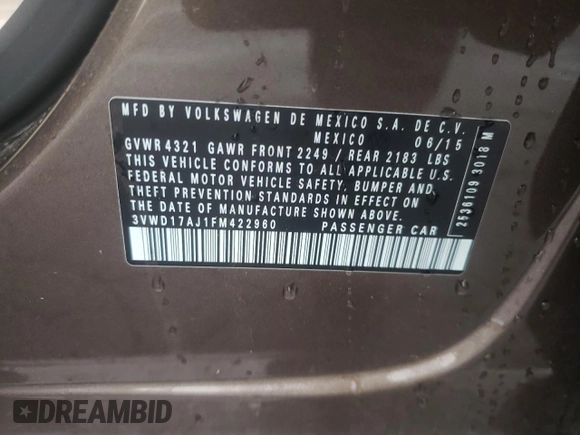 MFD BY VOLKSWAGEN DE MEXICO S.A. DE C.V.
MEXICO 06/15
GVWR 4321 GAWR FRONT 2249 / REAR 2183 LBS
THIS VEHICLE CONFORMS TO ALL APPLICABLE U.S.
FEDERAL MOTOR VEHICLE SAFETY, BUMPER AND
THEFT PREVENTION STANDARDS IN EFFECT ON
THE DATE OF MANUFACTURE SHOWN ABOVE.
3VWD17AJ1FM422960 PASSENGER CAR
2536109 3018 M
DREAMBID